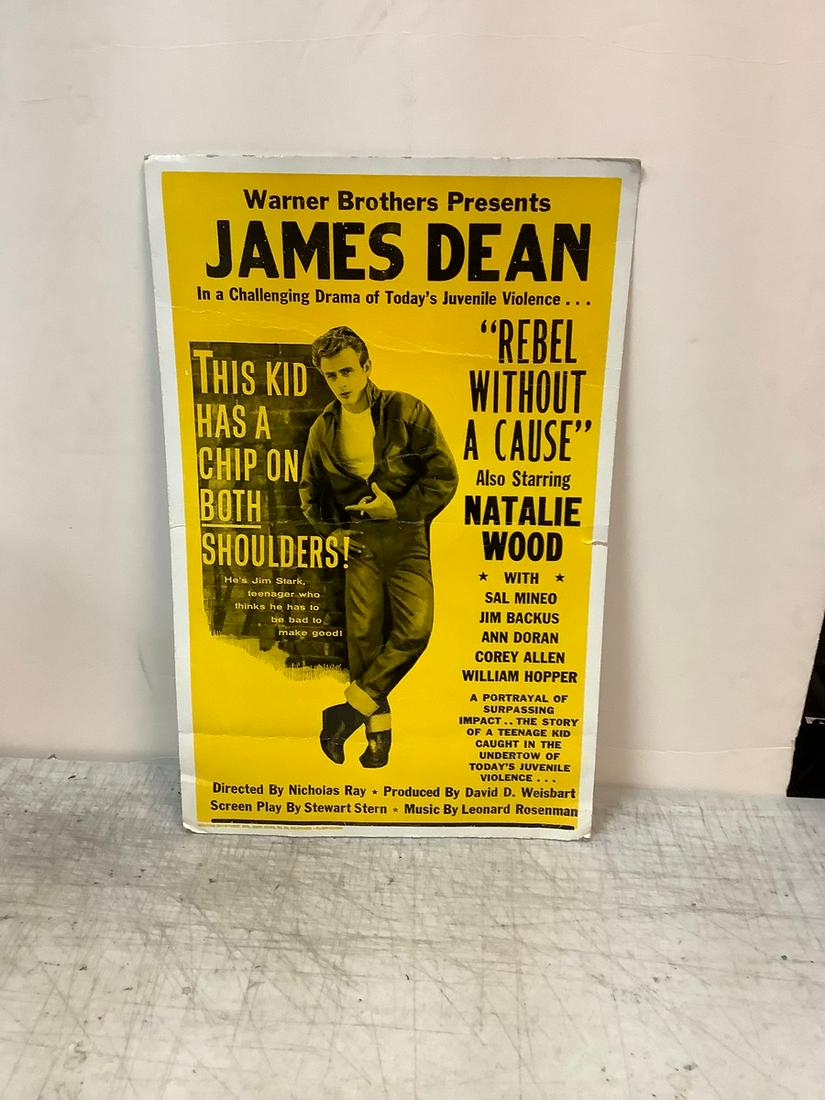 Warner Brothers Presents
JAMES DEAN
In a Challenging Drama of Today's Juvenile Violence . . .
THIS KID
HAS A
CHIP ON
BOTH
SHOULDERS!
He's Jim Stark,
teenager who
thinks he has to
be bad to
make good!
"REBEL
WITHOUT
A CAUSE"
Also Starring
NATALIE
WOOD
★ WITH ★
SAL MINEO
JIM BACKUS
ANN DORAN
COREY ALLEN
WILLIAM HOPPER
A PORTRAYAL OF
SURPASSING
IMPACT . . THE STORY
OF A TEENAGE KID
CAUGHT IN THE
UNDERTOW OF
TODAY'S JUVENILE
VIOLENCE . . .
Directed By Nicholas Ray ★ Produced By David D. Weisbart
Screen Play By Stewart Stern ★ Music By Leonard Rosenman